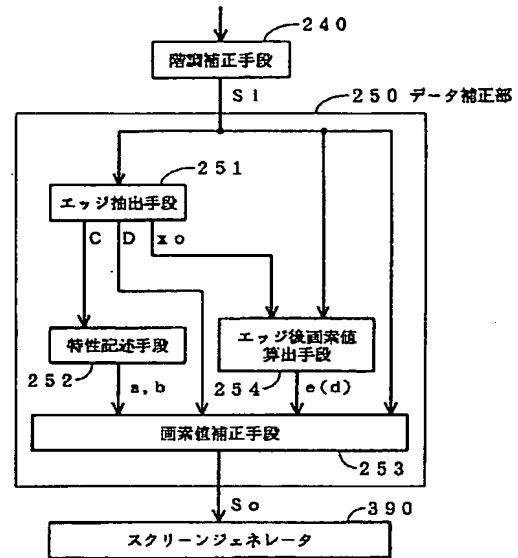 240
階調補正手段
Si
250 データ補正部
251
エッジ抽出手段
C D xo
特性記述手段
252
エッジ後画素値
算出手段
254
a,b
e(d)
画素値補正手段
253
So
390
スクリーンジェネレータ